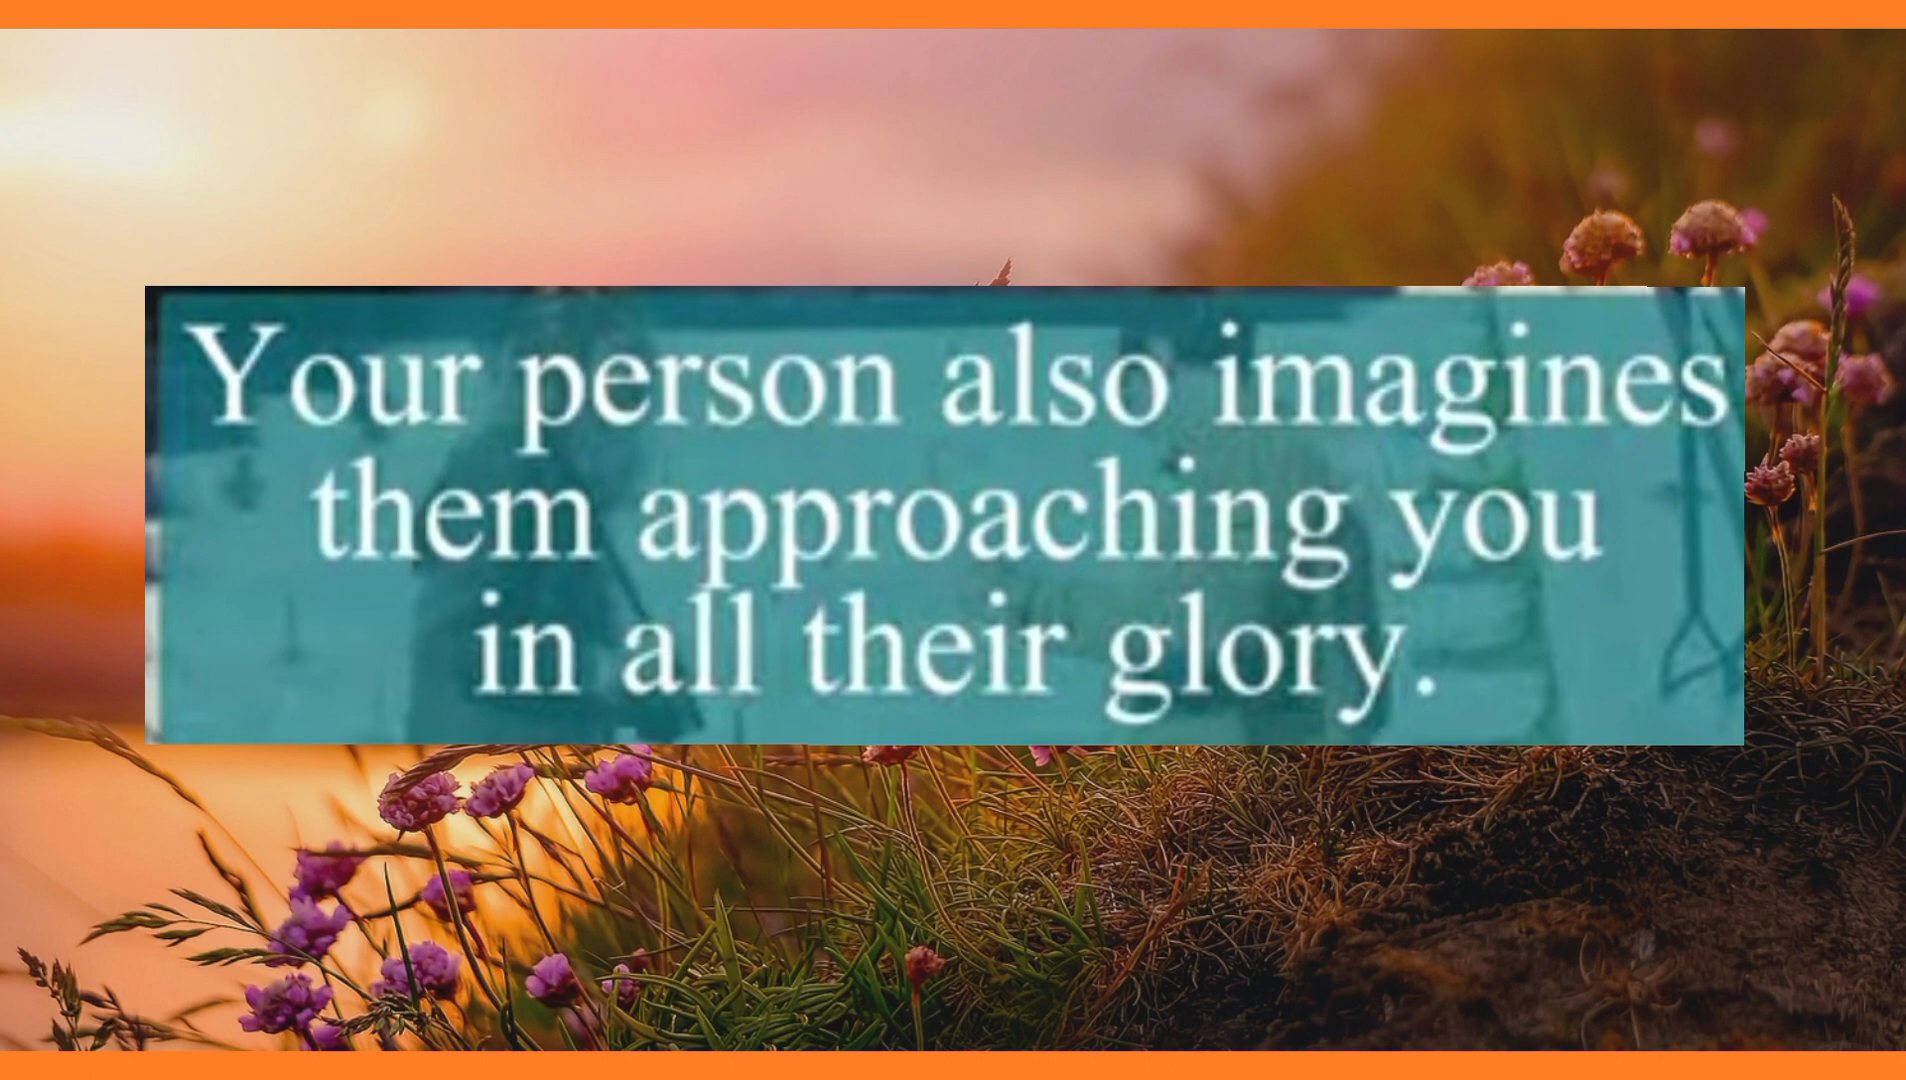 Your person also imagines
them approaching you
in all their glory.